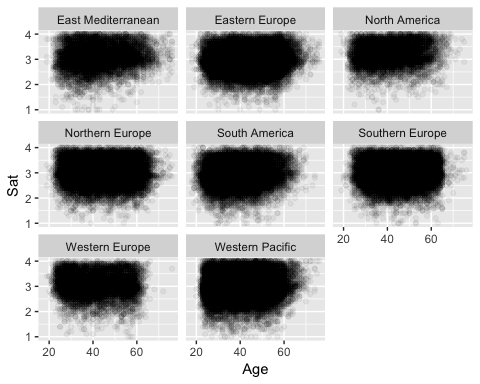 East Mediterranean Eastern Europe North America
4
3
2
1
Northern Europe South America Southern Europe
4
3
2
1
20 40 60
Western Europe Western Pacific
4
3
2
1
20 40 60 20 40 60
Sat
Age